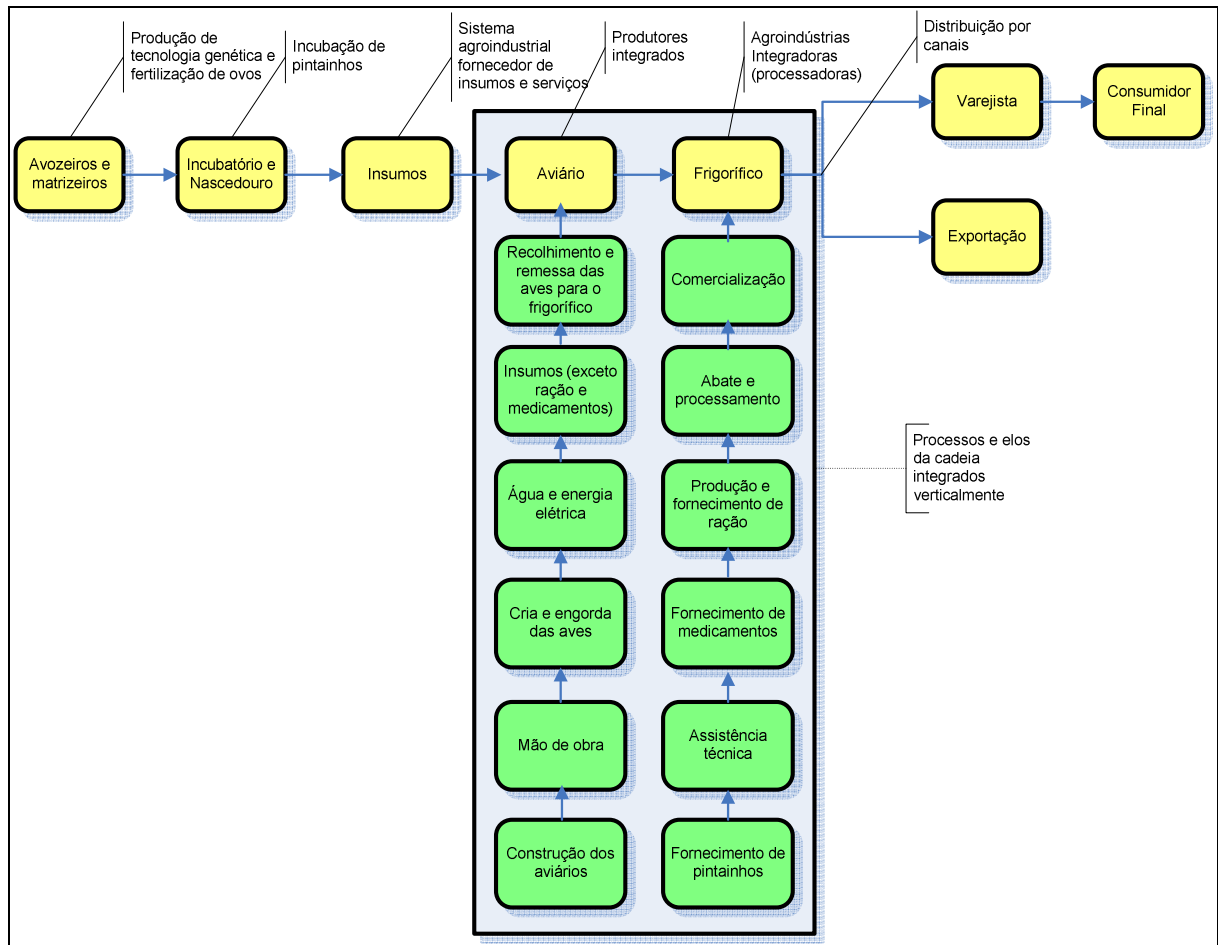 Produção de
tecnologia genética e
fertilização de ovos
Incubação de
pintainhos
Sistema
agroindustrial
fornecedor de
insumos e serviços
Produtores
integrados
Agroindústrias
Integradoras
(processadoras)
Distribuição por
canais
Avozeiros e
matrizeiros
Incubatório e
Nascedouro
Insumos
Aviário
Frigorífico
Varejista
Consumidor
Final
Exportação
Recolhimento e
remessa das
aves para o
frigorífico
Insumos (exceto
ração e
medicamentos)
Água e energia
elétrica
Cria e engorda
das aves
Mão de obra
Construção dos
aviários
Comercialização
Abate e
processamento
Produção e
fornecimento de
ração
Fornecimento de
medicamentos
Assistência
técnica
Fornecimento de
pintainhos
Processos e elos
da cadeia
integrados
verticalmente